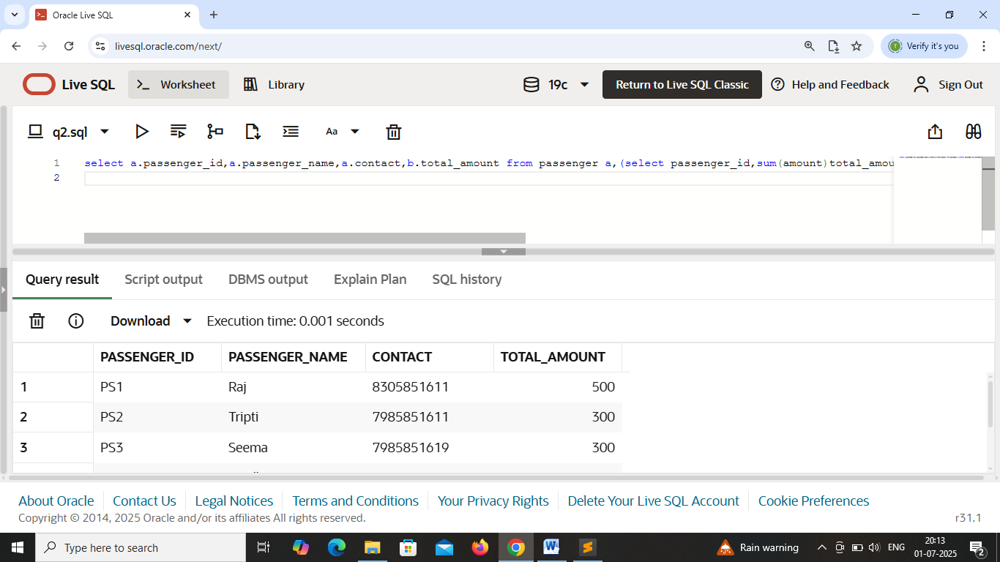 Oracle Live SQL
livesql.oracle.com/next/
T
Verify it's you
Live SQL
Worksheet
Library
19c
Return to Live SQL Classic
Help and Feedback
Sign Out
q2.sql
Aa
1 select a.passenger_id,a.passenger_name,a.contact,b.total_amount from passenger a,(select passenger_id,sum(amount)total_amou
2
Query result Script output DBMS output Explain Plan SQL history
Download Execution time: 0.001 seconds
PASSENGER_ID PASSENGER_NAME CONTACT TOTAL_AMOUNT
1 PS1 Raj 8305851611 500
2 PS2 Tripti 7985851611 300
3 PS3 Seema 7985851619 300
About Oracle Contact Us Legal Notices Terms and Conditions Your Privacy Rights Delete Your Live SQL Account Cookie Preferences
Copyright © 2014, 2025 Oracle and/or its affiliates All rights reserved. r31.1
Type here to search
Rain warning
ENG
20:13
01-07-2025
2